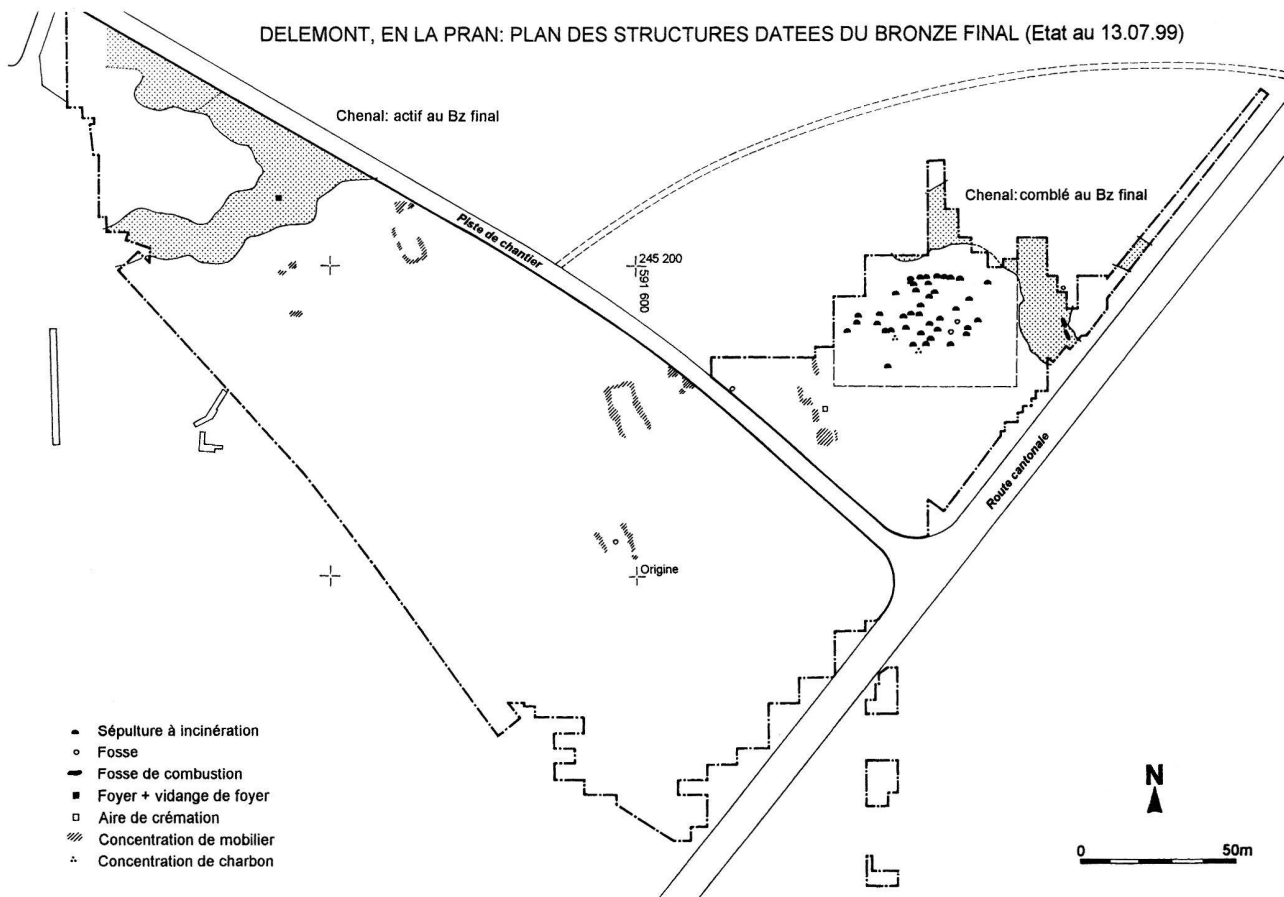 DELEMONT, EN LA PRAN: PLAN DES STRUCTURES DATEES DU BRONZE FINAL (Etat au 13.07.99)
Chenal: actif au Bz final
Chenal: comblé au Bz final
Piste de chantier
245 200
591 600
Route cantonale
Origine
Sépulture à incinération
Fosse
Fosse de combustion
Foyer + vidange de foyer
Aire de crémation
Concentration de mobilier
Concentration de charbon
N
0 50m